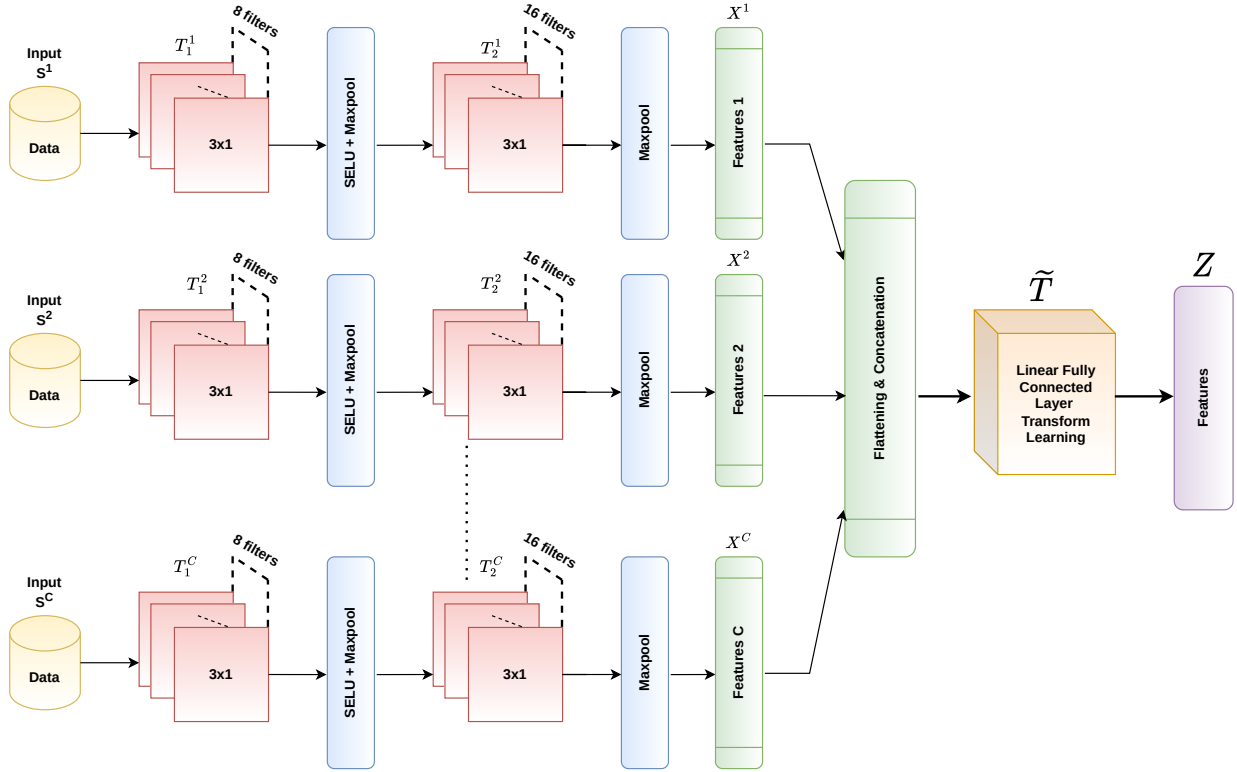 Input
S¹
Data
T₁¹
8 filters
3x1
SELU + Maxpool
T₂¹
16 filters
3x1
Maxpool
X¹
Features 1
Input
S²
Data
T₁²
8 filters
3x1
SELU + Maxpool
T₂²
16 filters
3x1
Maxpool
X²
Features 2
Input
Sᶜ
Data
T₁ᶜ
8 filters
3x1
SELU + Maxpool
T₂ᶜ
16 filters
3x1
Maxpool
Xᶜ
Features C
Flattening & Concatenation
T̃
Linear Fully
Connected
Layer
Transform
Learning
Z
Features